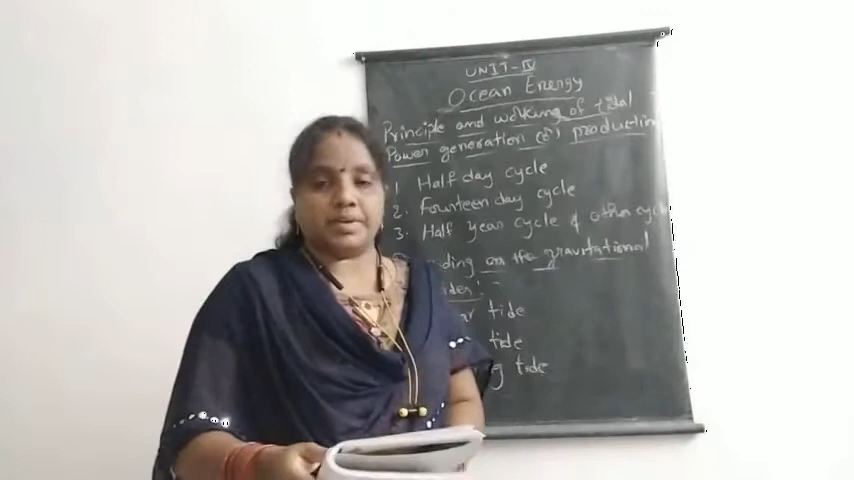 UNIT-IV
Ocean Energy
Principle and working of tidal
Power generation (or) production
1 Half day cycle
2. Fourteen day cycle
3. Half year cycle & other
on the gravitational
tide
tide
tide